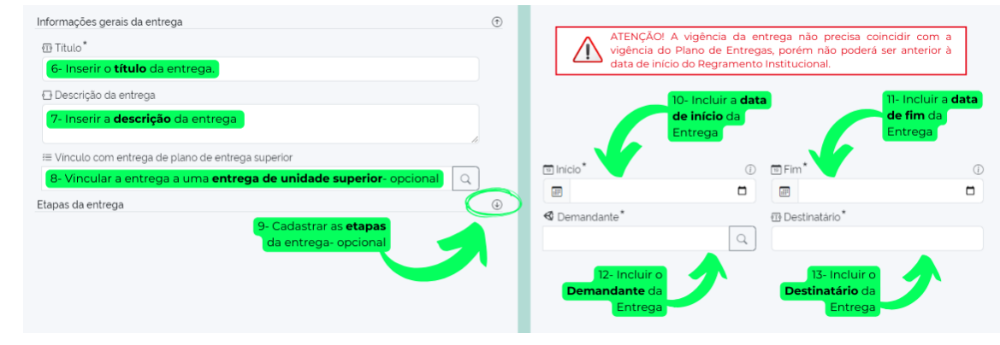 Informações gerais da entrega
Título*
6- Inserir o título da entrega.
Descrição da entrega
7- Inserir a descrição da entrega
Vínculo com entrega de plano de entrega superior
8- Vincular a entrega a uma entrega de unidade superior- opcional
Etapas da entrega
9- Cadastrar as etapas
da entrega- opcional
ATENÇÃO! A vigência da entrega não precisa coincidir com a
vigência do Plano de Entregas, porém não poderá ser anterior à
data de início do Regramento Institucional.
10- Incluir a data
de início da
Entrega
11- Incluir a data
de fim da
Entrega
Início*
Fim*
Demandante*
Destinatário*
12- Incluir o
Demandante da
Entrega
13- Incluir o
Destinatário da
Entrega